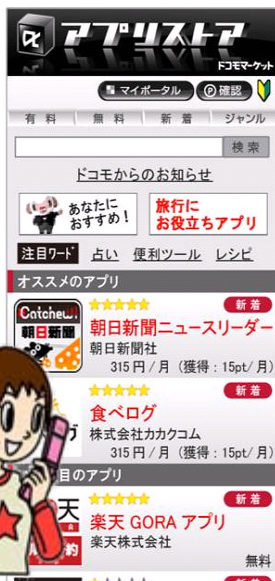 アプリストア
ドコモマーケット
マイポータル P 確認
有料 無料 新着 ジャンル
検索
ドコモからのお知らせ
あなたに
おすすめ!
旅行に
お役立ちアプリ
注目ワード 占い 便利ツール レシピ
オススメのアプリ
Catchew!
朝日新聞
新着
朝日新聞ニュースリーダー
朝日新聞社
315円/月(獲得:15pt/月)
新着
食べログ
株式会社カカクコム
315円/月(獲得:15pt/月)
目のアプリ
天
約
新着
楽天 GORA アプリ
楽天株式会社
無料